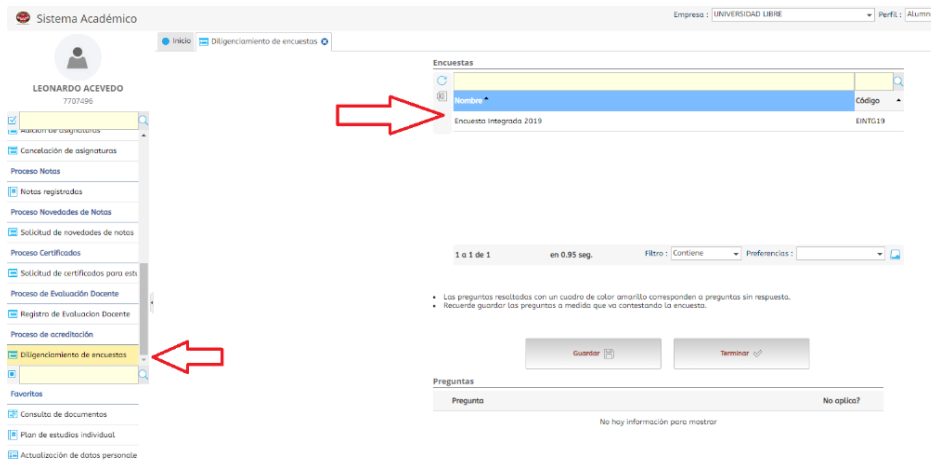 Sistema Académico
Empresa : UNIVERSIDAD LIBRE
Perfil : Alumn
Inicio
Diligenciamiento de encuestas
LEONARDO ACEVEDO
7707496
Adición de asignaturas
Cancelación de asignaturas
Proceso Notas
Notas registradas
Proceso Novedades de Notas
Solicitud de novedades de notas
Proceso Certificados
Solicitud de certificados para estu
Proceso de Evaluación Docente
Registro de Evaluacion Docente
Proceso de acreditación
Diligenciamiento de encuestas
Favoritos
Consulta de documentos
Plan de estudios individual
Actualización de datos personale
Encuestas
Nombre Código
Encuesta Integrada 2019 EINTG19
1 a 1 de 1 en 0.95 seg. Filtro : Contiene Preferencias :
Las preguntas resaltadas con un cuadro de color amarillo corresponden a preguntas sin respuesta.
Recuerde guardar las preguntas a medida que va contestando la encuesta.
Guardar Terminar
Preguntas
Pregunta No aplica?
No hay información para mostrar